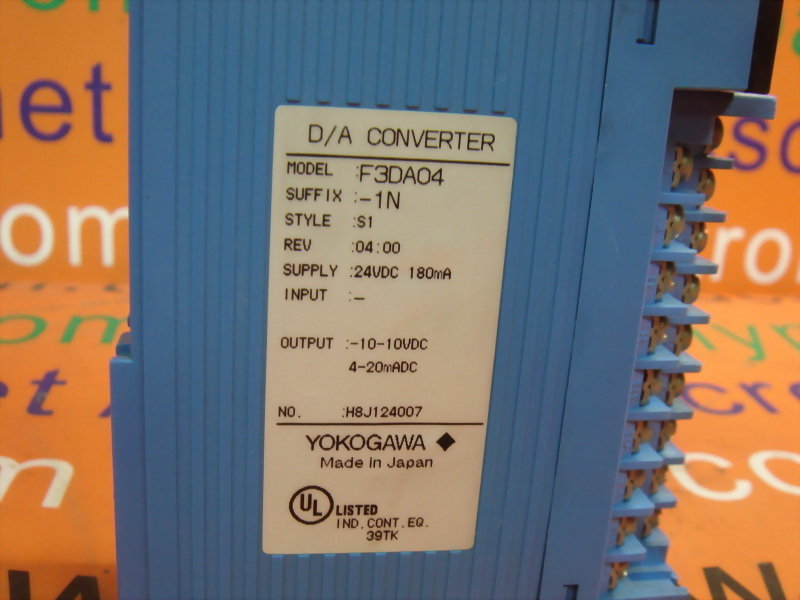 D/A CONVERTER
MODEL :F3DA04
SUFFIX :-1N
STYLE :S1
REV :04:00
SUPPLY :24VDC 180mA
INPUT :-
OUTPUT :-10-10VDC
4-20mADC
NO. :H8J124007
YOKOGAWA ◆
Made in Japan
UL LISTED
IND.CONT.EQ.
39TK